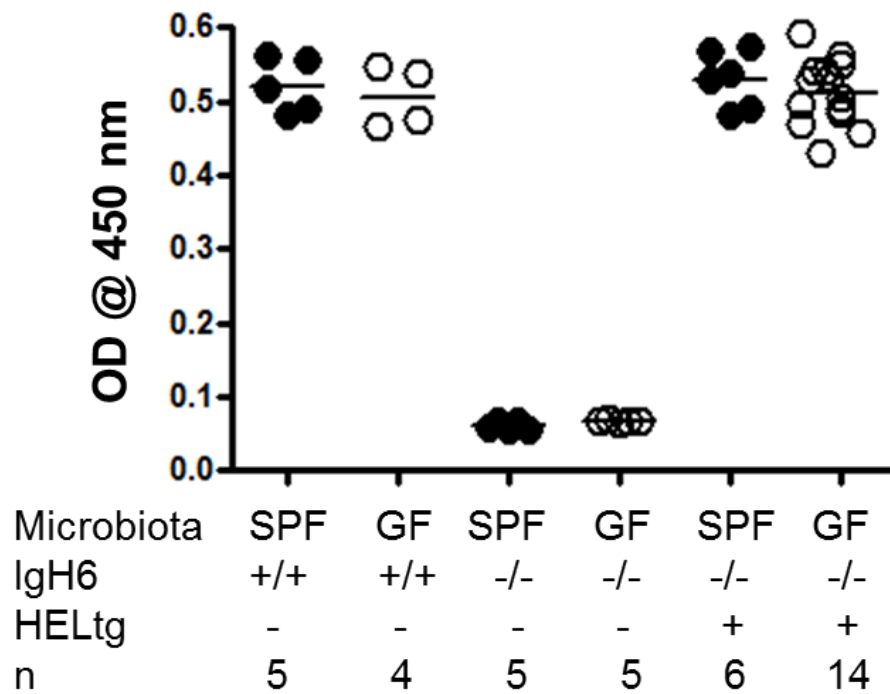 0.6
0.5
0.4
0.3
0.2
0.1
0.0
OD @ 450 nm
Microbiota SPF GF SPF GF SPF GF
IgH6 +/+ +/+ -/- -/- -/- -/-
HELtg - - - - + +
n 5 4 5 5 6 14